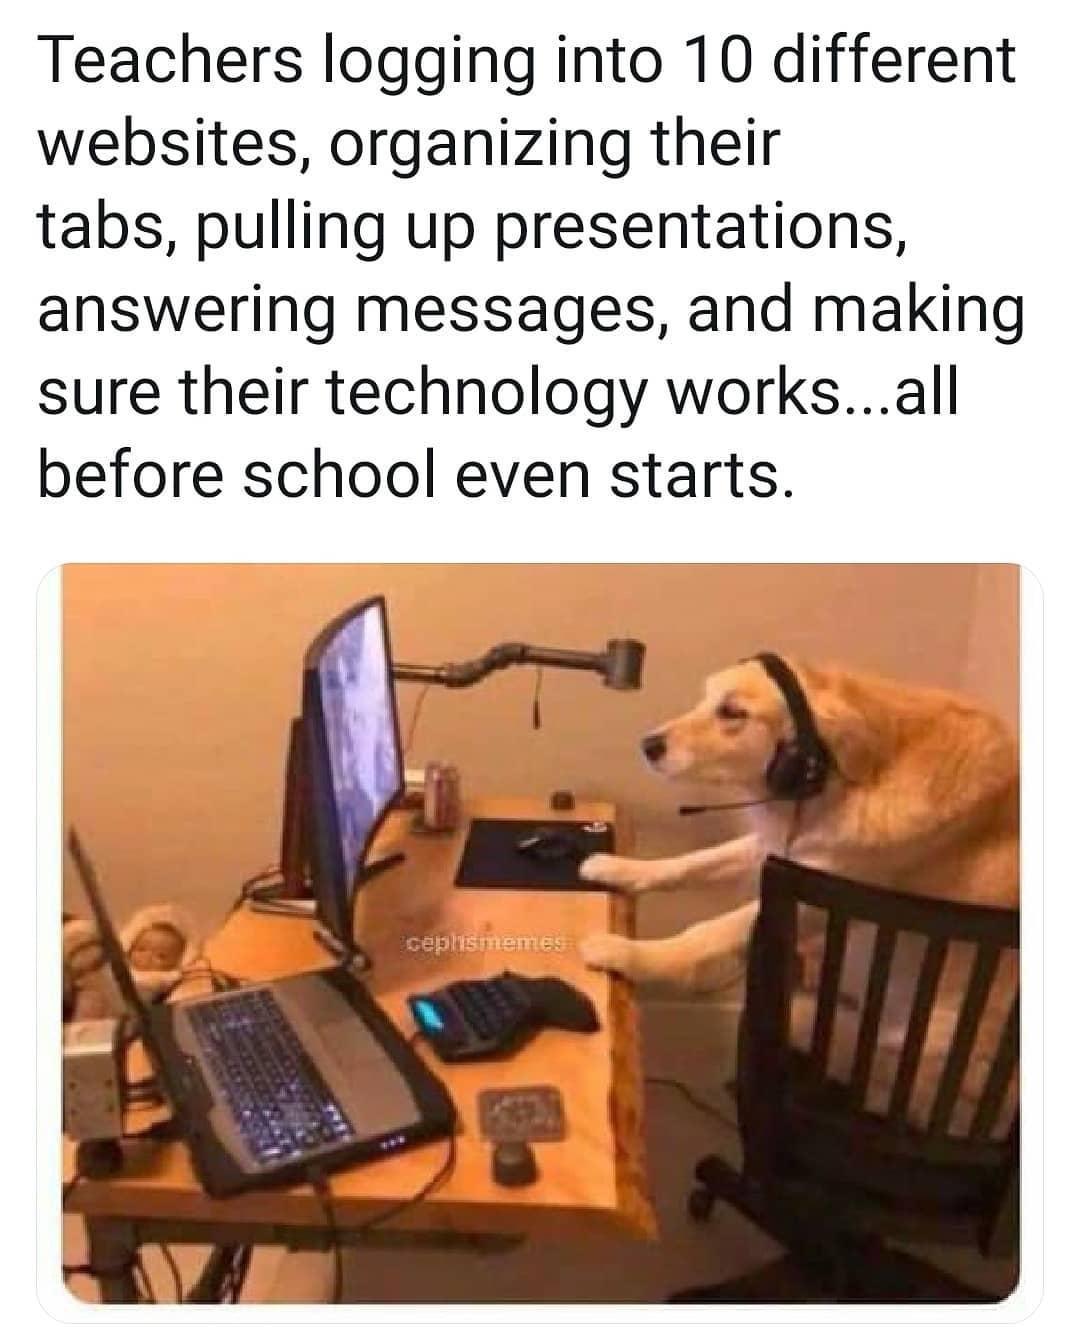 Teachers logging into 10 different
websites, organizing their
tabs, pulling up presentations,
answering messages, and making
sure their technology works...all
before school even starts.
cephsmemes